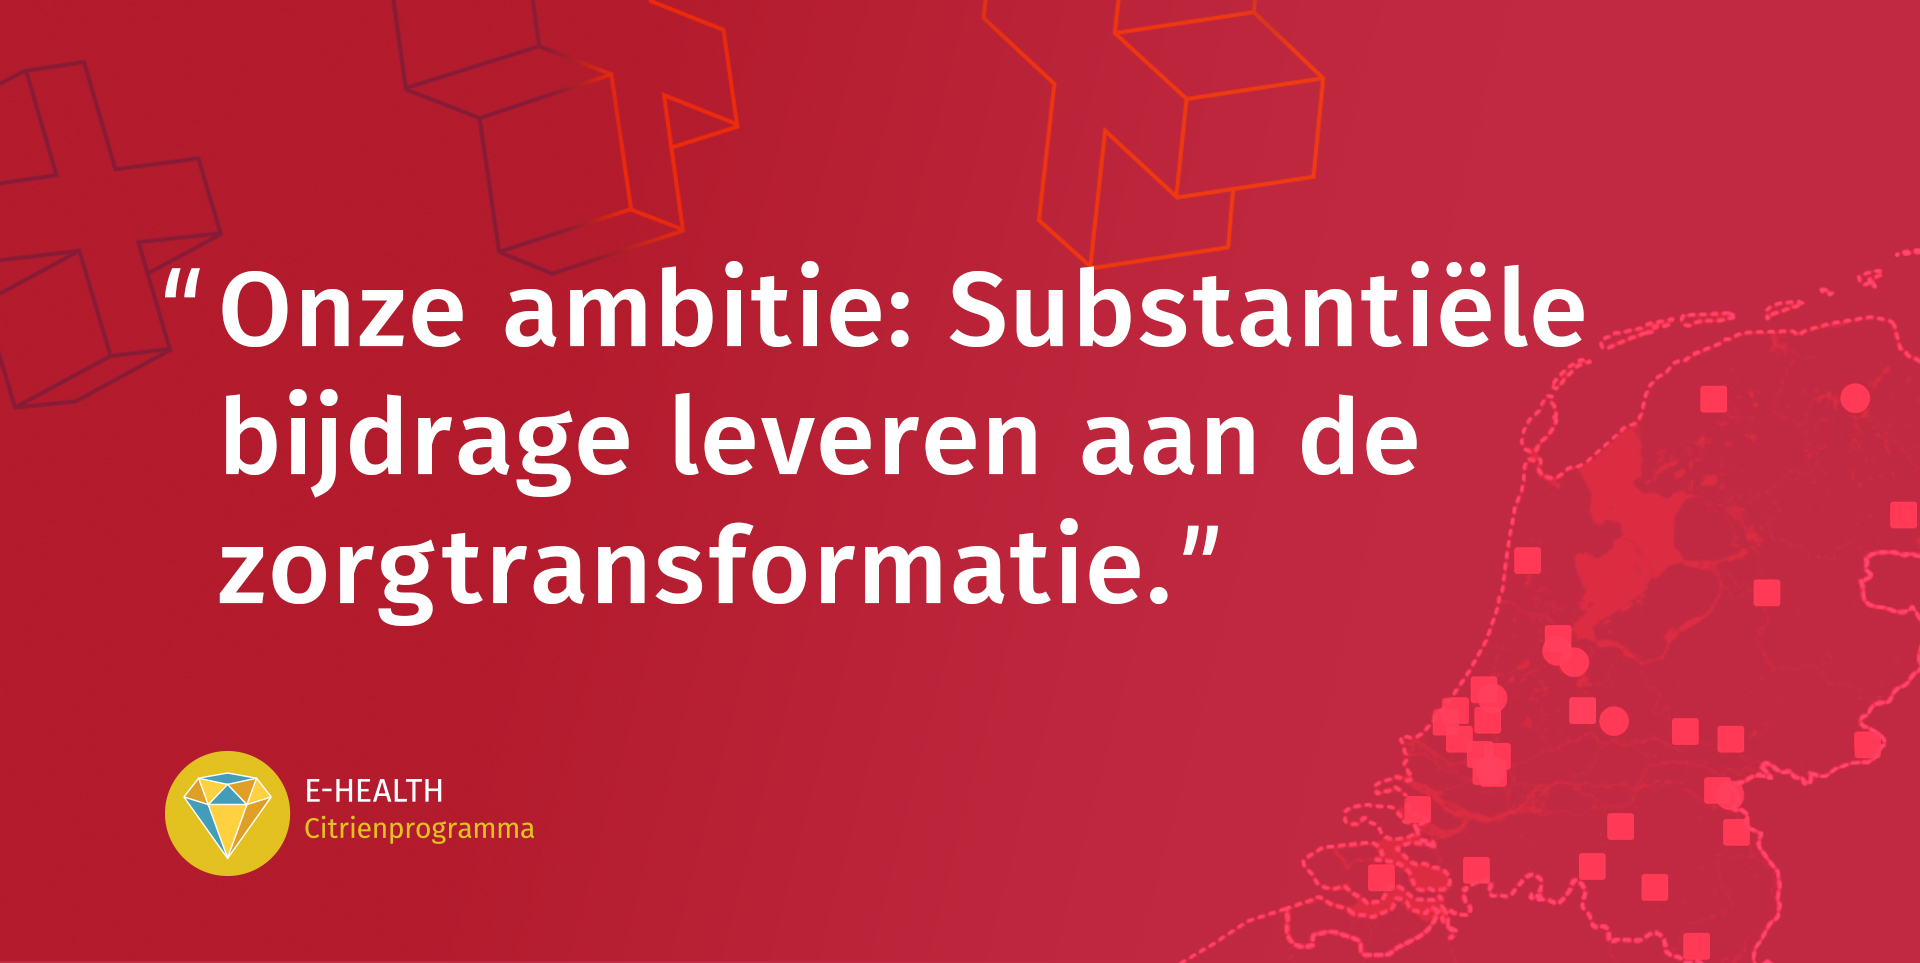 “Onze ambitie: Substantiële
bijdrage leveren aan de
zorgtransformatie.”
E-HEALTH
Citrienprogramma